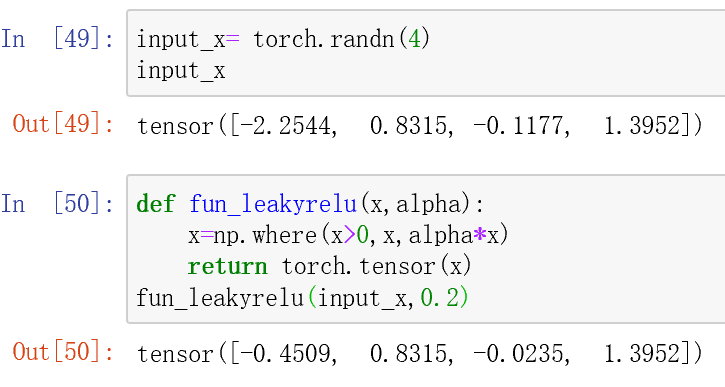 In [49]: input_x= torch.randn(4)
input_x
Out[49]: tensor([-2.2544, 0.8315, -0.1177, 1.3952])
In [50]: def fun_leakyrelu(x,alpha):
x=np.where(x>0,x,alpha*x)
return torch.tensor(x)
fun_leakyrelu(input_x,0.2)
Out[50]: tensor([-0.4509, 0.8315, -0.0235, 1.3952])